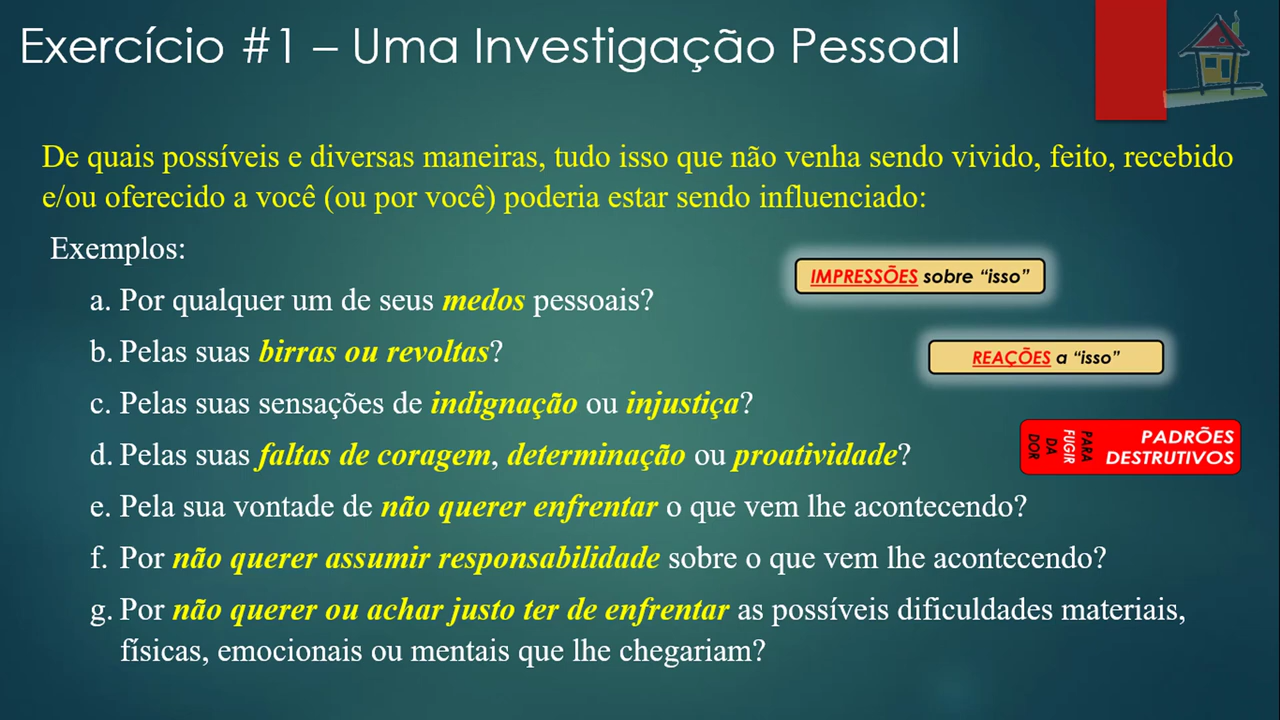 Exercício #1 – Uma Investigação Pessoal
De quais possíveis e diversas maneiras, tudo isso que não venha sendo vivido, feito, recebido
e/ou oferecido a você (ou por você) poderia estar sendo influenciado:
Exemplos:
IMPRESSÕES sobre “isso”
a. Por qualquer um de seus medos pessoais?
b. Pelas suas birras ou revoltas?
REAÇÕES a “isso”
c. Pelas suas sensações de indignação ou injustiça?
d. Pelas suas faltas de coragem, determinação ou proatividade?
PARA
FUGIR
DA
DOR
PADRÕES
DESTRUTIVOS
e. Pela sua vontade de não querer enfrentar o que vem lhe acontecendo?
f. Por não querer assumir responsabilidade sobre o que vem lhe acontecendo?
g. Por não querer ou achar justo ter de enfrentar as possíveis dificuldades materiais,
físicas, emocionais ou mentais que lhe chegariam?